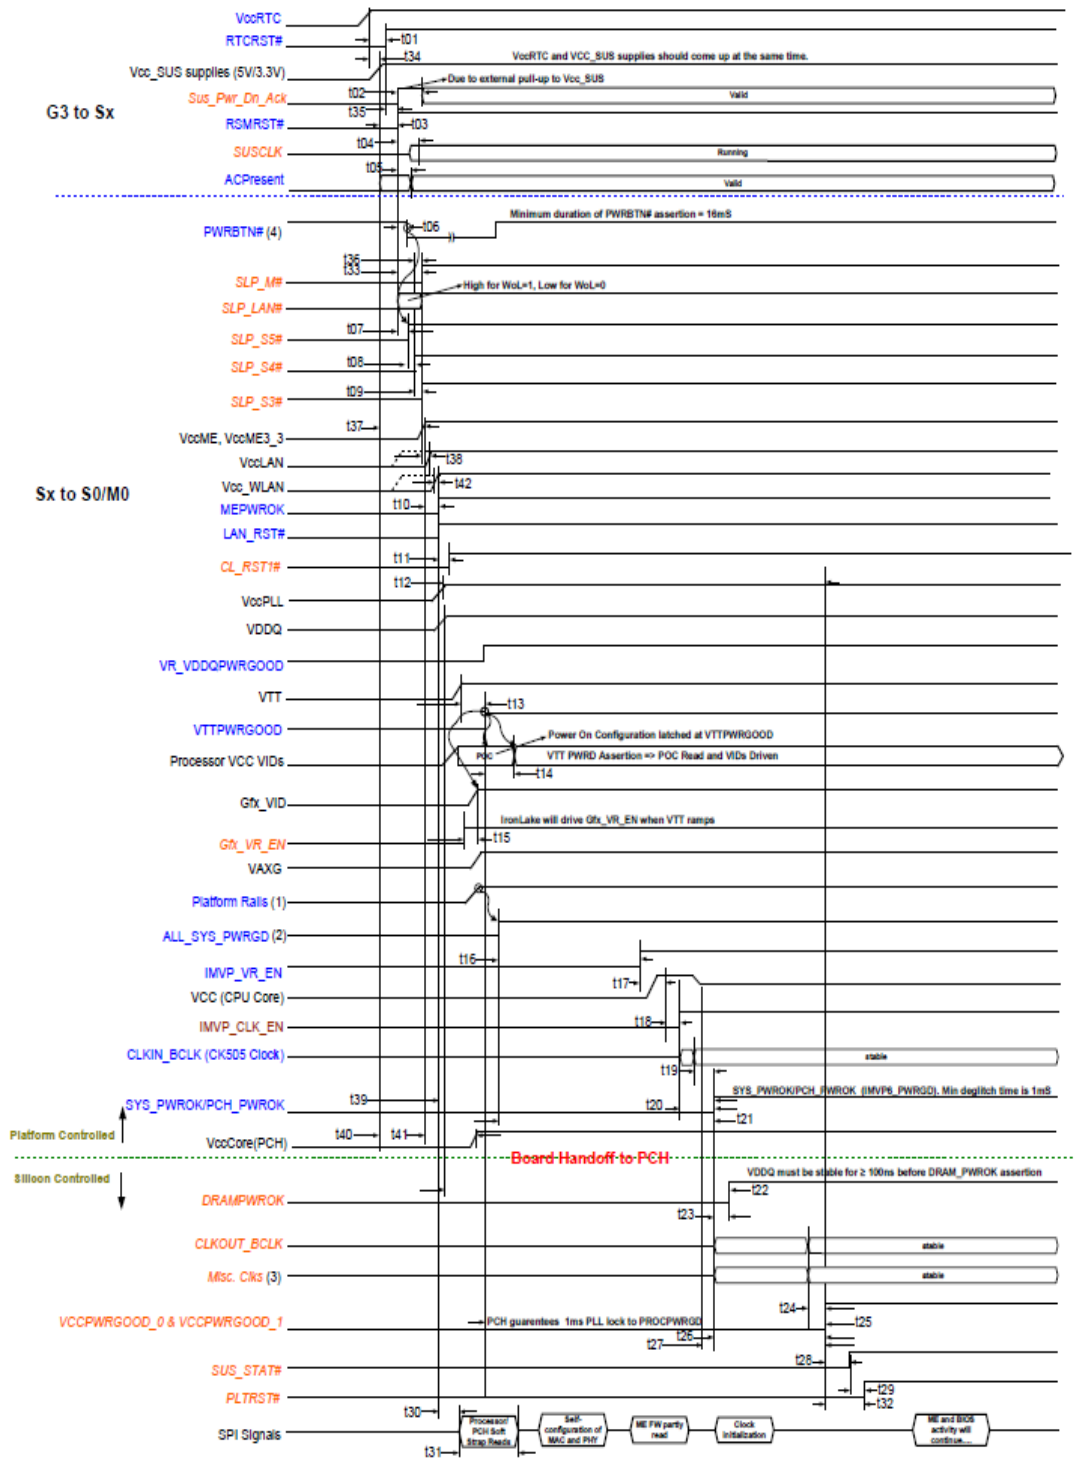 VccRTC
RTCRST#
t01
t34
VccRTC and VCC_SUS supplies should come up at the same time.
Vcc_SUS supplies (5V/3.3V)
Due to external pull-up to Vcc_SUS
t02
Sus_Pwr_Dn_Ack
Valid
G3 to Sx
t35
RSMRST#
t03
t04
SUSCLK
Running
t05
ACPresent
Valid
Minimum duration of PWRBTN# assertion = 16mS
PWRBTN# (4)
t06
t36
t33
SLP_M#
High for WoL=1, Low for WoL=0
SLP_LAN#
t07
SLP_S5#
t08
SLP_S4#
t09
SLP_S3#
t37
VccME, VccME3_3
VccLAN
t38
Vcc_WLAN
t42
Sx to S0/M0
t10
MEPWROK
LAN_RST#
t11
CL_RST1#
t12
VccPLL
VDDQ
VR_VDDQPWRGOOD
VTT
t13
VTTPWRGOOD
Power On Configuration latched at VTTPWRGOOD
Processor VCC VIDs
POC
VTT PWRD Assertion => POC Read and VIDs Driven
t14
Gfx_VID
IronLake will drive Gfx_VR_EN when VTT ramps
Gfx_VR_EN
t15
VAXG
Platform Rails (1)
ALL_SYS_PWRGD (2)
t16
IMVP_VR_EN
t17
VCC (CPU Core)
t18
IMVP_CLK_EN
CLKIN_BCLK (CK505 Clock)
stable
t19
SYS_PWROK/PCH_PWROK (IMVP6_PWRGD). Min deglitch time is 1mS
t39
SYS_PWROK/PCH_PWROK
t20
t21
Platform Controlled
t40
t41
VccCore(PCH)
Board Handoff to PCH
Silicon Controlled
VDDQ must be stable for ≥ 100ns before DRAM_PWROK assertion
t22
DRAMPWROK
t23
CLKOUT_BCLK
stable
Misc. Clks (3)
stable
t24
VCCPWRGOOD_0 & VCCPWRGOOD_1
PCH guarentees 1ms PLL lock to PROCPWRGD
t25
t26
t27
t28
SUS_STAT#
t29
PLTRST#
t32
t30
SPI Signals
Processor/
PCH Soft
Strap Reads
Self-
configuration of
MAC and PHY
ME FW partly
read
Clock
Initialization
ME and BIOS
activity will
continue....
t31